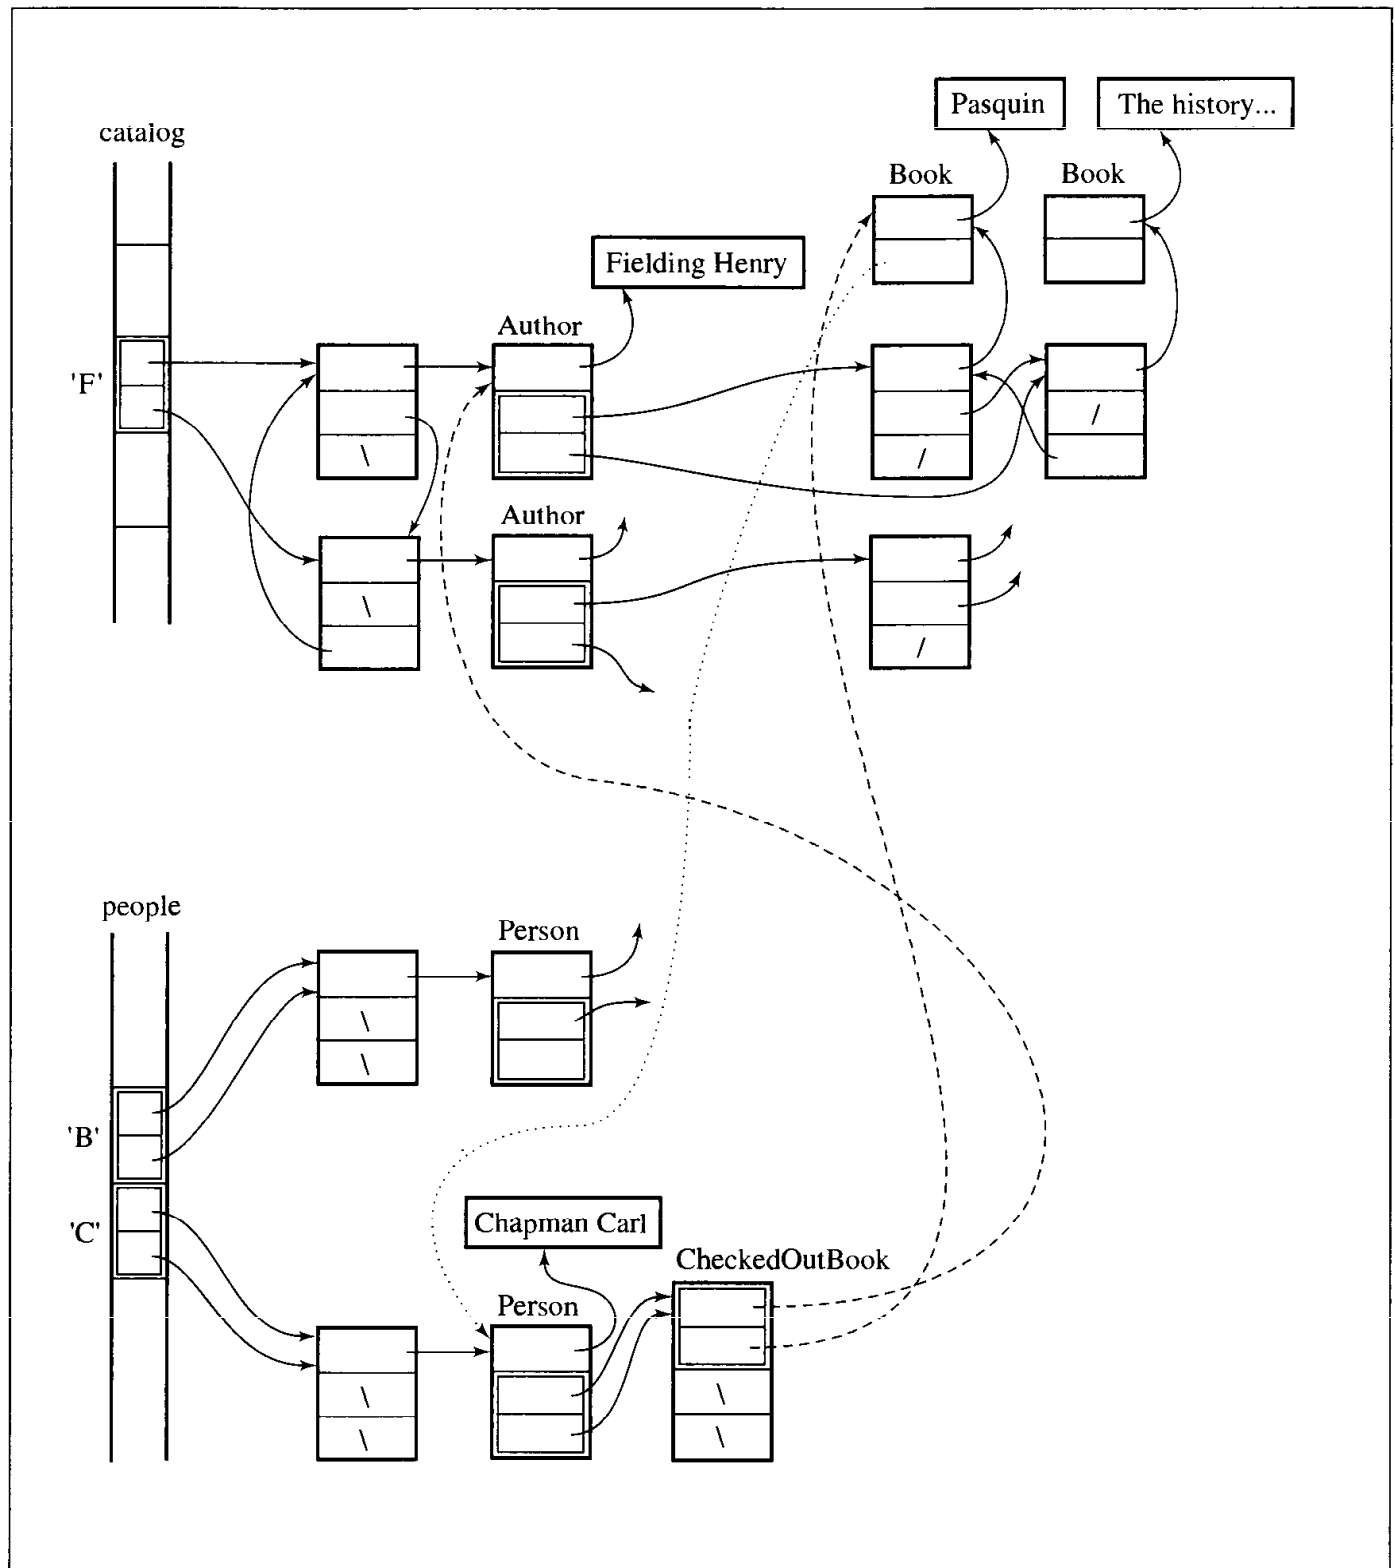 Pasquin
The history...
catalog
Book
Book
Fielding Henry
Author
'F'
Author
people
Person
'B'
Chapman Carl
'C'
CheckedOutBook
Person